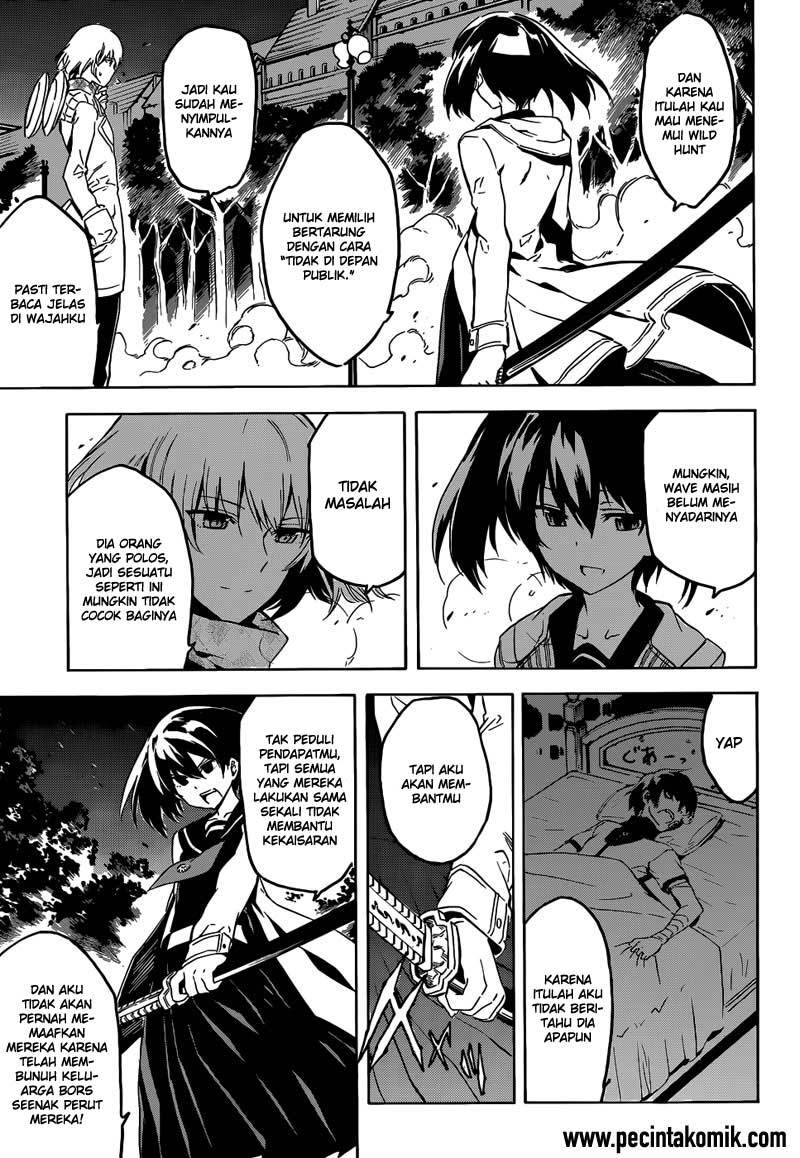 DAN
KARENA
ITULAH KAU
MAU MENE-
MUI WILD
HUNT
UNTUK MEMILIH
BERTARUNG
DENGAN CARA
"TIDAK DI DEPAN
PUBLIK."
JADI KAU
SUDAH ME-
NYIMPUL-
KANNYA
PASTI TER-
BACA JELAS
DI WAJAHKU
MUNGKIN,
WAVE MASIH
BELUM ME-
NYADARINYA
TIDAK
MASALAH
DIA ORANG
YANG POLOS,
JADI SESUATU
SEPERTI INI
MUNGKIN TIDAK
COCOK BAGINYA
YAP
KARENA
ITULAH AKU
TIDAK BERI-
TAHU DIA
APAPUN
TAPI AKU
AKAN MEM-
BANTMU
TAK PEDULI
PENDAPATMU,
TAPI SEMUA
YANG MEREKA
LAKUKAN SAMA
SEKALI TIDAK
MEMBANTU
KEKAISARAN
DAN AKU
TIDAK AKAN
PERNAH ME-
MAAFKAN
MEREKA KARENA
TELAH MEM-
BUNUH KELU-
ARGA BORS
SEENAK PERUT
MEREKA!
www.pecintakomik.com